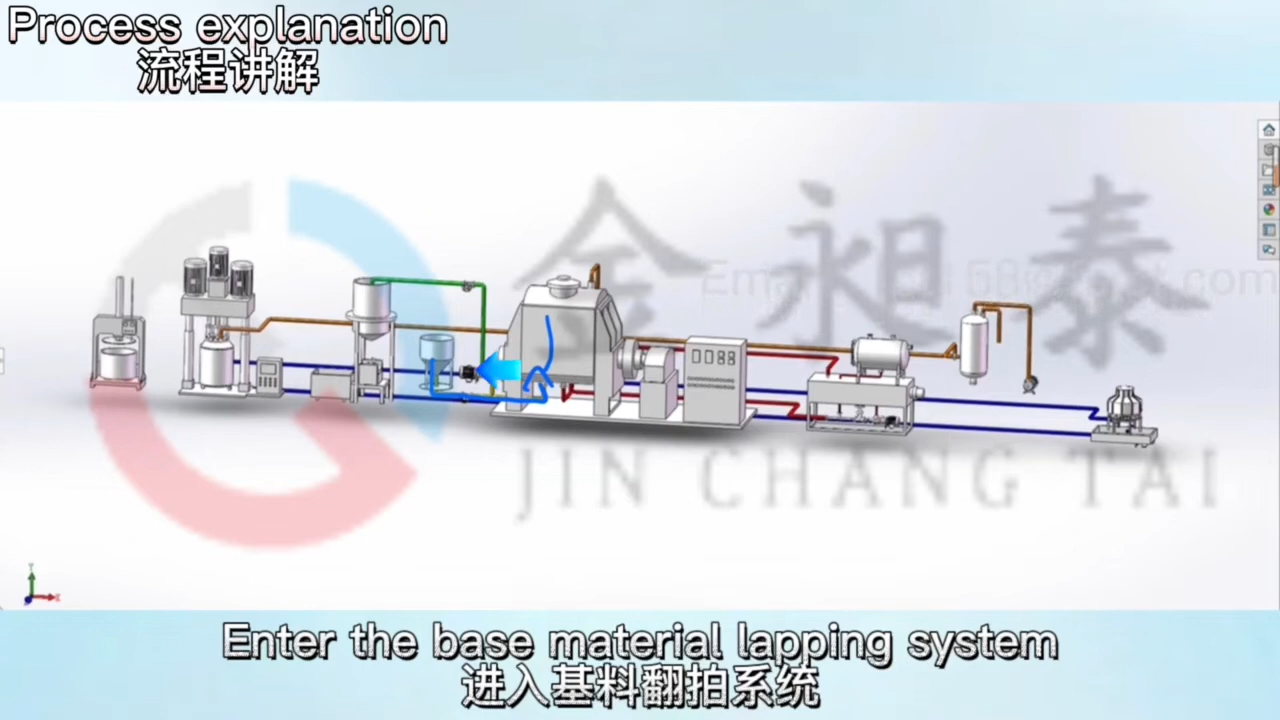 Process explanation
流程讲解
金昶泰
JIN CHANG TAI
Enter the base material lapping system
进入基料翻拍系统